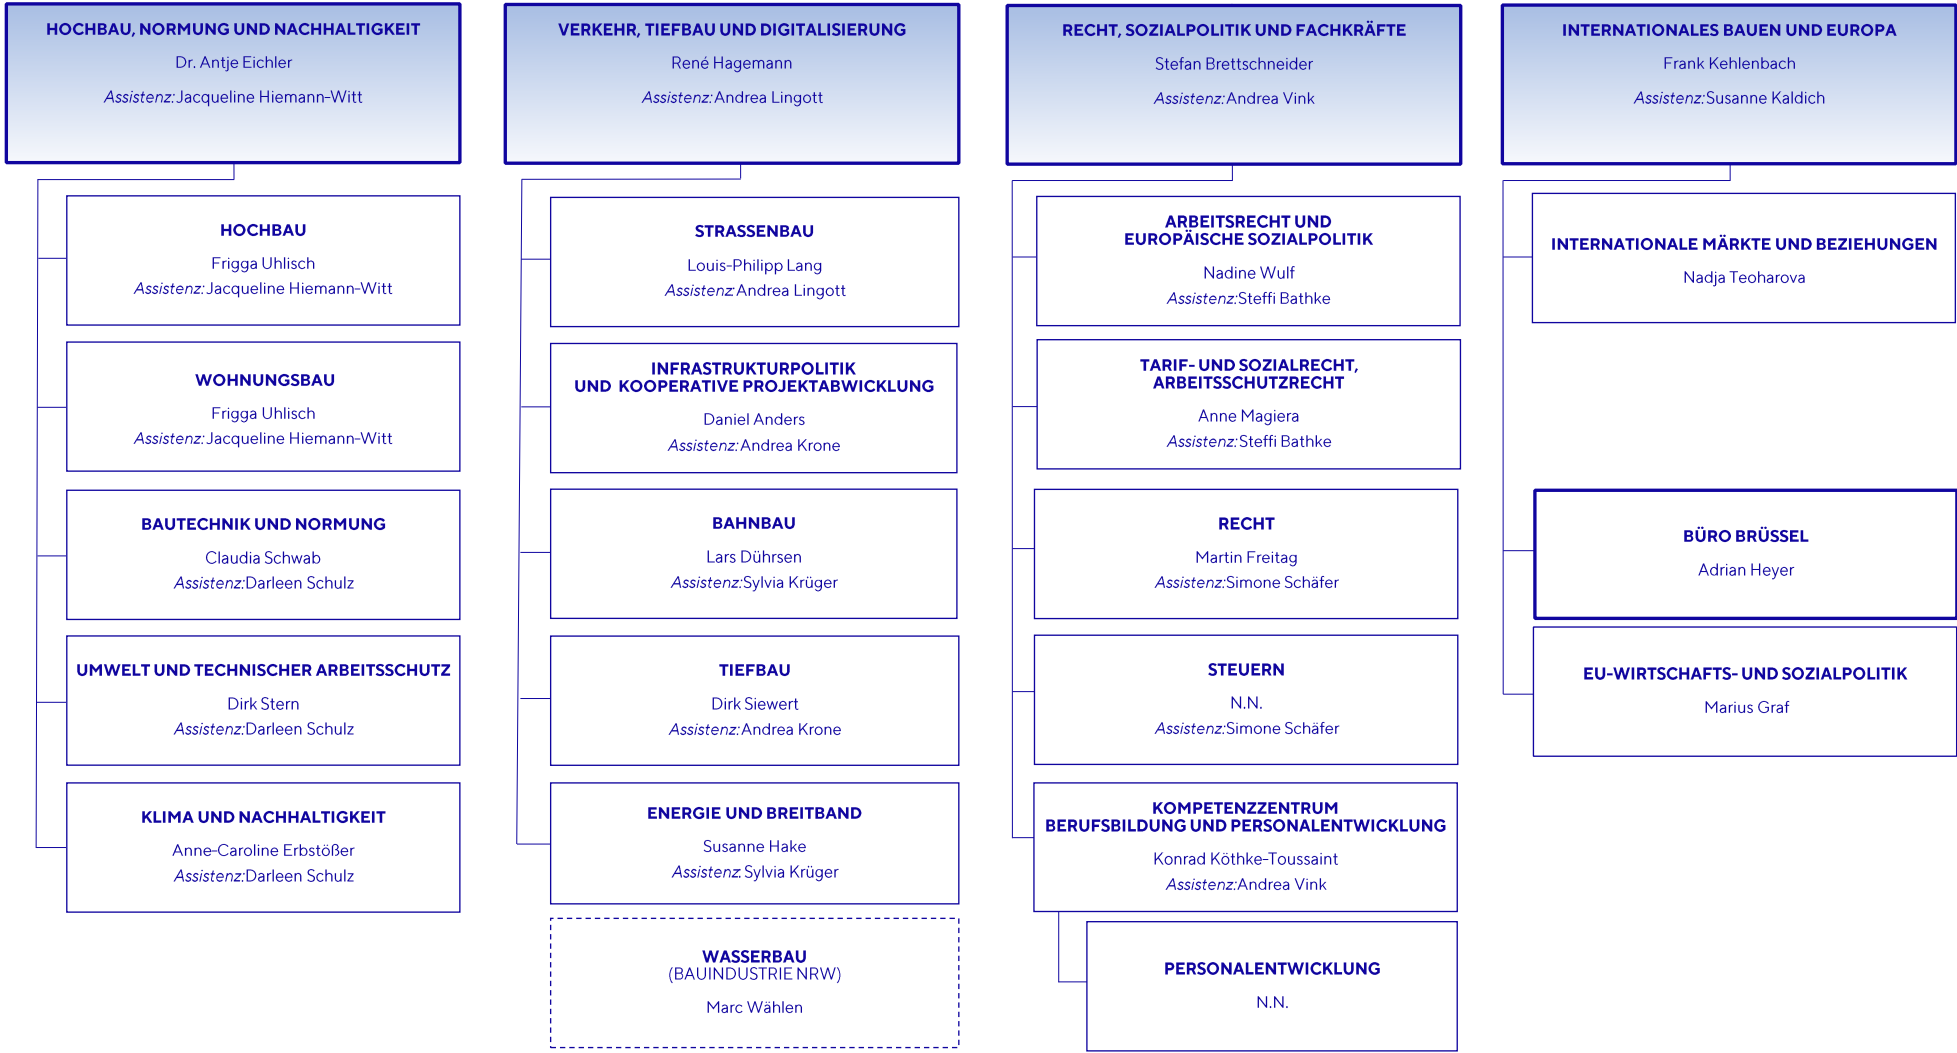 HOCHBAU, NORMUNG UND NACHHALTIGKEIT
Dr. Antje Eichler
Assistenz: Jacqueline Hiemann-Witt
HOCHBAU
Frigga Uhlisch
Assistenz: Jacqueline Hiemann-Witt
WOHNUNGSBAU
Frigga Uhlisch
Assistenz: Jacqueline Hiemann-Witt
BAUTECHNIK UND NORMUNG
Claudia Schwab
Assistenz: Darleen Schulz
UMWELT UND TECHNISCHER ARBEITSSCHUTZ
Dirk Stern
Assistenz: Darleen Schulz
KLIMA UND NACHHALTIGKEIT
Anne-Caroline Erbstößer
Assistenz: Darleen Schulz
VERKEHR, TIEFBAU UND DIGITALISIERUNG
René Hagemann
Assistenz: Andrea Lingott
STRASSENBAU
Louis-Philipp Lang
Assistenz: Andrea Lingott
INFRASTRUKTURPOLITIK
UND KOOPERATIVE PROJEKTABWICKLUNG
Daniel Anders
Assistenz: Andrea Krone
BAHNBAU
Lars Dührsen
Assistenz: Sylvia Krüger
TIEFBAU
Dirk Siewert
Assistenz: Andrea Krone
ENERGIE UND BREITBAND
Susanne Hake
Assistenz: Sylvia Krüger
WASSERBAU
(BAUINDUSTRIE NRW)
Marc Wählen
RECHT, SOZIALPOLITIK UND FACHKRÄFTE
Stefan Brettschneider
Assistenz: Andrea Vink
ARBEITSRECHT UND
EUROPÄISCHE SOZIALPOLITIK
Nadine Wulf
Assistenz: Steffi Bathke
TARIF- UND SOZIALRECHT,
ARBEITSSCHUTZRECHT
Anne Magiera
Assistenz: Steffi Bathke
RECHT
Martin Freitag
Assistenz: Simone Schäfer
STEUERN
N.N.
Assistenz: Simone Schäfer
KOMPETENZZENTRUM
BERUFSBILDUNG UND PERSONALENTWICKLUNG
Konrad Köthke-Toussaint
Assistenz: Andrea Vink
PERSONALENTWICKLUNG
N.N.
INTERNATIONALES BAUEN UND EUROPA
Frank Kehlenbach
Assistenz: Susanne Kaldich
INTERNATIONALE MÄRKTE UND BEZIEHUNGEN
Nadja Teoharova
BÜRO BRÜSSEL
Adrian Heyer
EU-WIRTSCHAFTS- UND SOZIALPOLITIK
Marius Graf